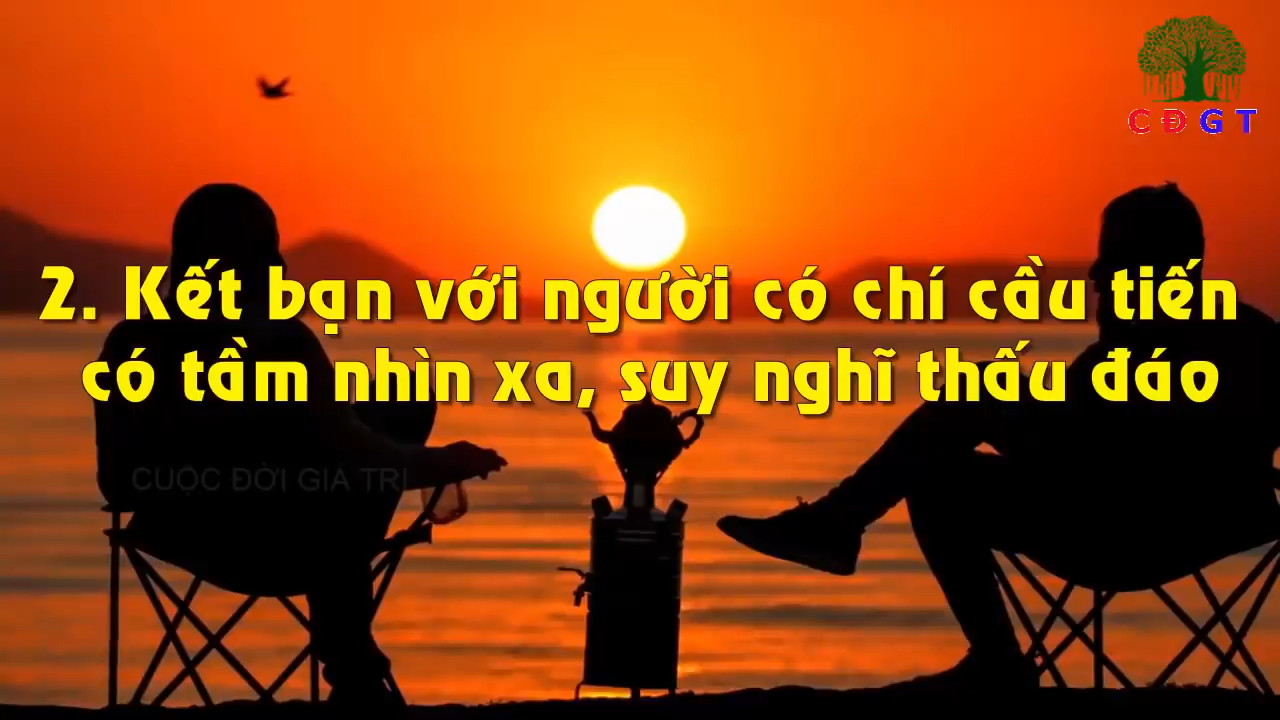 C Đ G T
2. Kết bạn với người có chí cầu tiến
có tầm nhìn xa, suy nghĩ thấu đáo
CUỘC ĐỜI GIÁ TRỊ